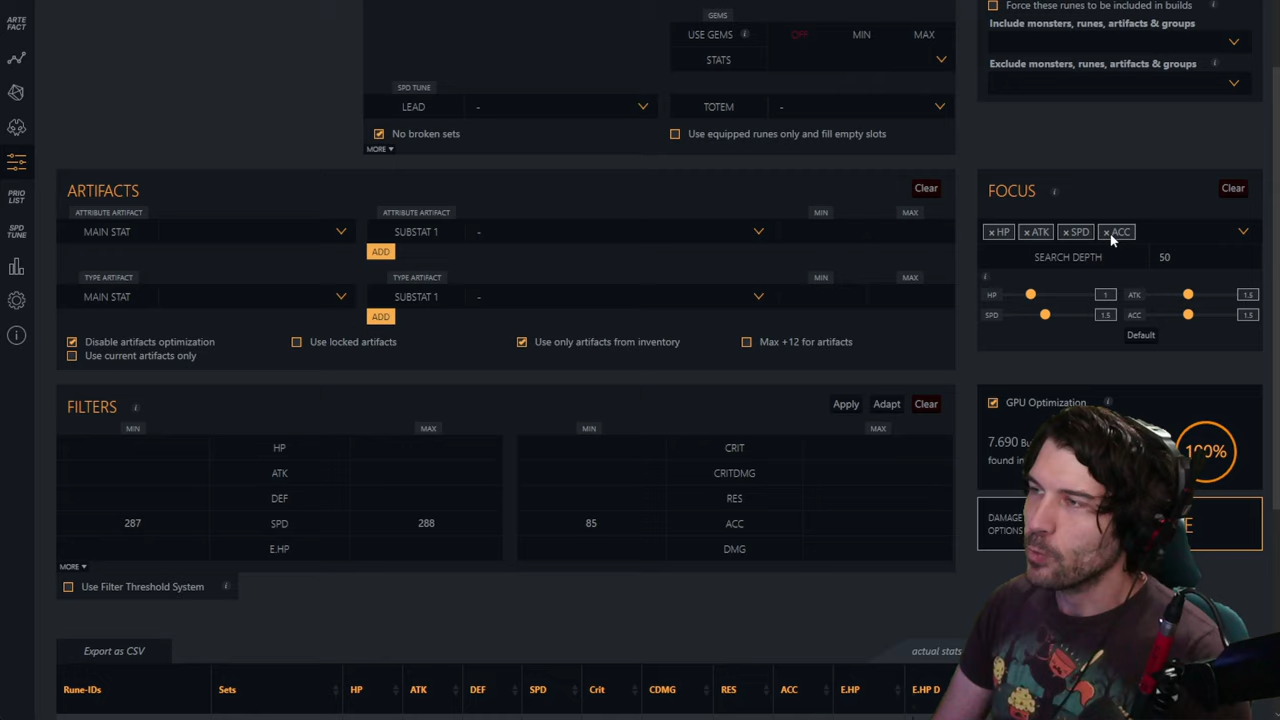 ARTE
FACT
PRIO
LIST
SPD
TUNE
GEMS
USE GEMS i OFF MIN MAX
STATS
SPD TUNE
LEAD -
TOTEM -
No broken sets
Use equipped runes only and fill empty slots
MORE
Force these runes to be included in builds
Include monsters, runes, artifacts & groups
Exclude monsters, runes, artifacts & groups
ARTIFACTS Clear
ATTRIBUTE ARTIFACT ATTRIBUTE ARTIFACT MIN MAX
MAIN STAT SUBSTAT 1 -
ADD
TYPE ARTIFACT TYPE ARTIFACT MIN MAX
MAIN STAT SUBSTAT 1 -
ADD
Disable artifacts optimization Use locked artifacts Use only artifacts from inventory Max +12 for artifacts
Use current artifacts only
FOCUS i Clear
×HP ×ATK ×SPD ×ACC
SEARCH DEPTH 50
HP 1 ATK 1.5
SPD 1.5 ACC 1.5
Default
FILTERS i Apply Adapt Clear
MIN MAX MIN MAX
HP CRIT
ATK CRITDMG
DEF RES
287 SPD 288 85 ACC
E.HP DMG
MORE
Use Filter Threshold System i
GPU Optimization i
7.690
found in
100%
DAMAGE
OPTIONS
Export as CSV actual stats
Rune-IDs Sets HP ATK DEF SPD Crit CDMG RES ACC E.HP E.HP D